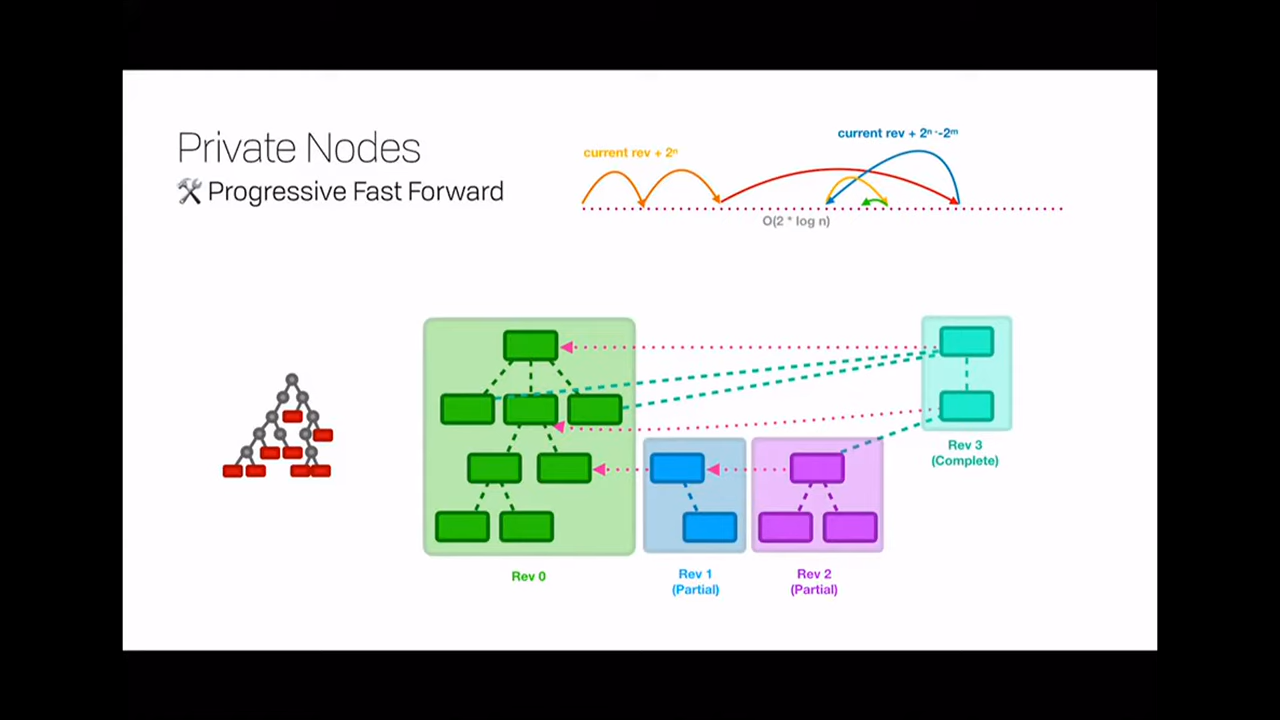 Private Nodes
🛠 Progressive Fast Forward
current rev + 2ⁿ
current rev + 2ⁿ -2ᵐ
O(2 * log n)
Rev 3
(Complete)
Rev 0
Rev 1
(Partial)
Rev 2
(Partial)